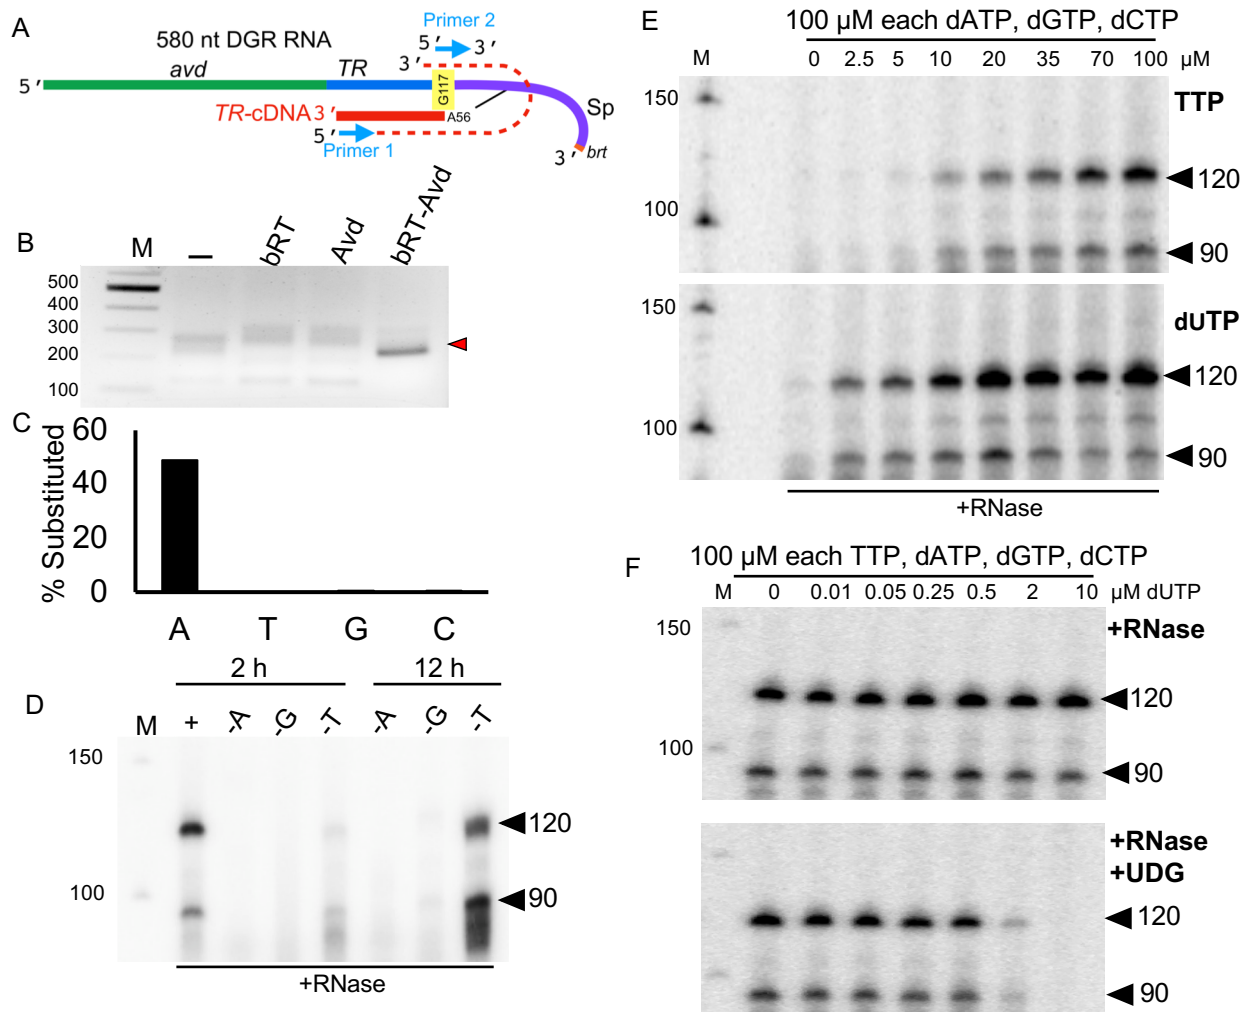 A
580 nt DGR RNA
Primer 2
5′ 3′
3′
avd TR
5′
G117
Sp
TR-cDNA 3′
A56
5′
Primer 1
3′ brt
B
M – bRT Avd bRT-Avd
500
400
300
200
100
C
% Substituted
60
40
20
0
A T G C
D
2 h 12 h
M + -A -G -T -A -G -T
150
100
120
90
+RNase
E
100 µM each dATP, dGTP, dCTP
M 0 2.5 5 10 20 35 70 100 µM
150
TTP
120
100
90
150
dUTP
120
100
90
+RNase
F
100 µM each TTP, dATP, dGTP, dCTP
M 0 0.01 0.05 0.25 0.5 2 10 µM dUTP
150
+RNase
120
100
90
+RNase
+UDG
120
90